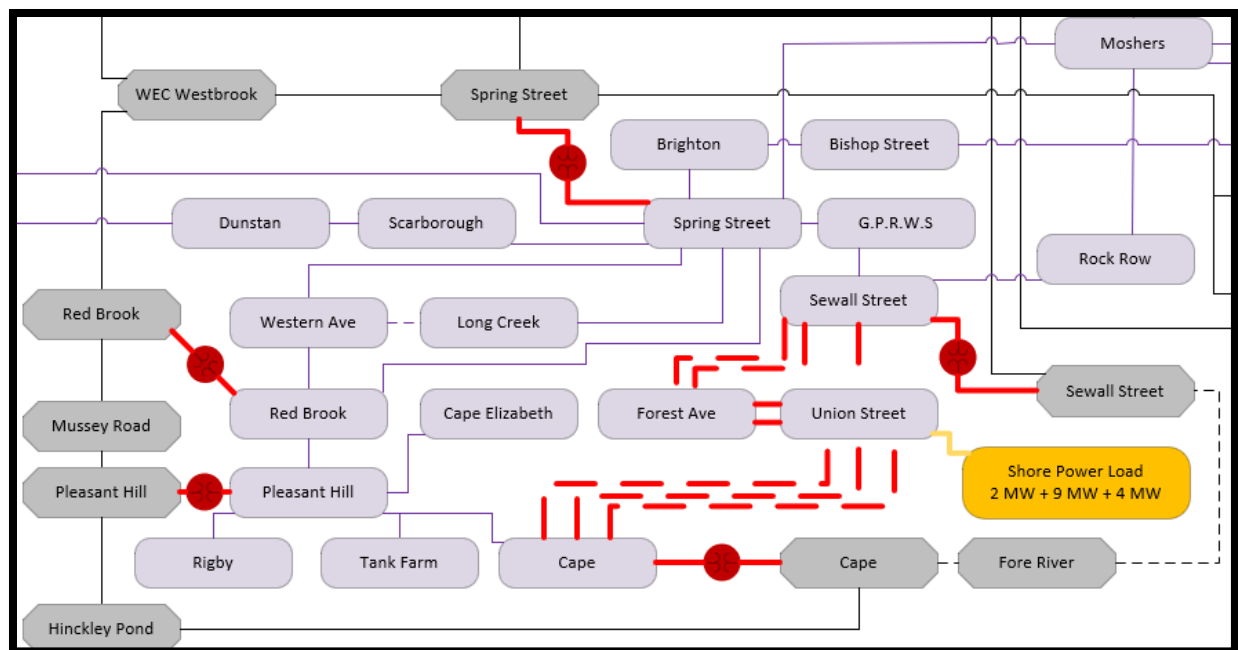 Moshers
WEC Westbrook
Spring Street
Brighton
Bishop Street
Dunstan
Scarborough
Spring Street
G.P.R.W.S
Rock Row
Red Brook
Western Ave
Long Creek
Sewall Street
Sewall Street
Mussey Road
Red Brook
Cape Elizabeth
Forest Ave
Union Street
Pleasant Hill
Pleasant Hill
Shore Power Load
2 MW + 9 MW + 4 MW
Rigby
Tank Farm
Cape
Cape
Fore River
Hinckley Pond